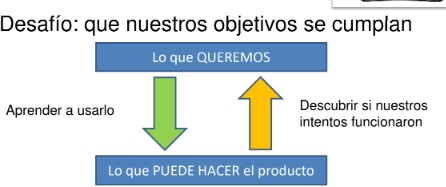 Desafío: que nuestros objetivos se cumplan
Lo que QUEREMOS
Aprender a usarlo
Descubrir si nuestros
intentos funcionaron
Lo que PUEDE HACER el producto